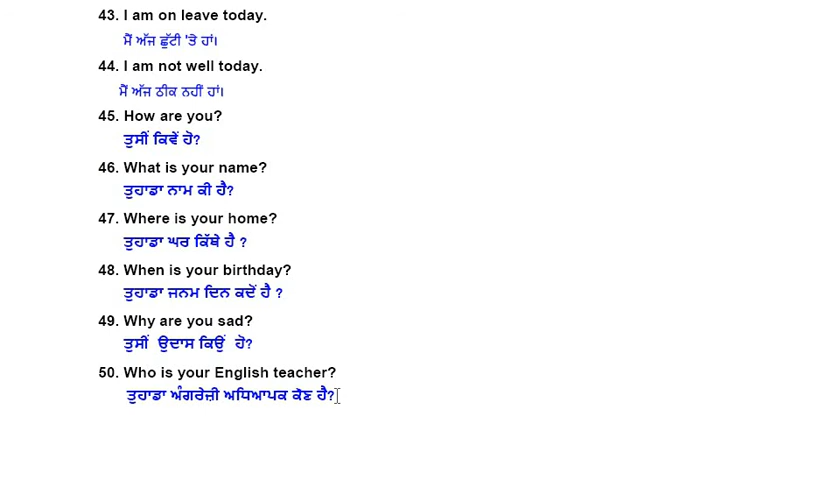 43. I am on leave today.
ਮੈਂ ਅੱਜ ਛੁੱਟੀ 'ਤੇ ਹਾਂ।
44. I am not well today.
ਮੈਂ ਅੱਜ ਠੀਕ ਨਹੀਂ ਹਾਂ।
45. How are you?
ਤੁਸੀਂ ਕਿਵੇਂ ਹੋ?
46. What is your name?
ਤੁਹਾਡਾ ਨਾਮ ਕੀ ਹੈ?
47. Where is your home?
ਤੁਹਾਡਾ ਘਰ ਕਿੱਥੇ ਹੈ ?
48. When is your birthday?
ਤੁਹਾਡਾ ਜਨਮ ਦਿਨ ਕਦੋਂ ਹੈ ?
49. Why are you sad?
ਤੁਸੀਂ ਉਦਾਸ ਕਿਉਂ ਹੋ?
50. Who is your English teacher?
ਤੁਹਾਡਾ ਅੰਗਰੇਜ਼ੀ ਅਧਿਆਪਕ ਕੌਣ ਹੈ?